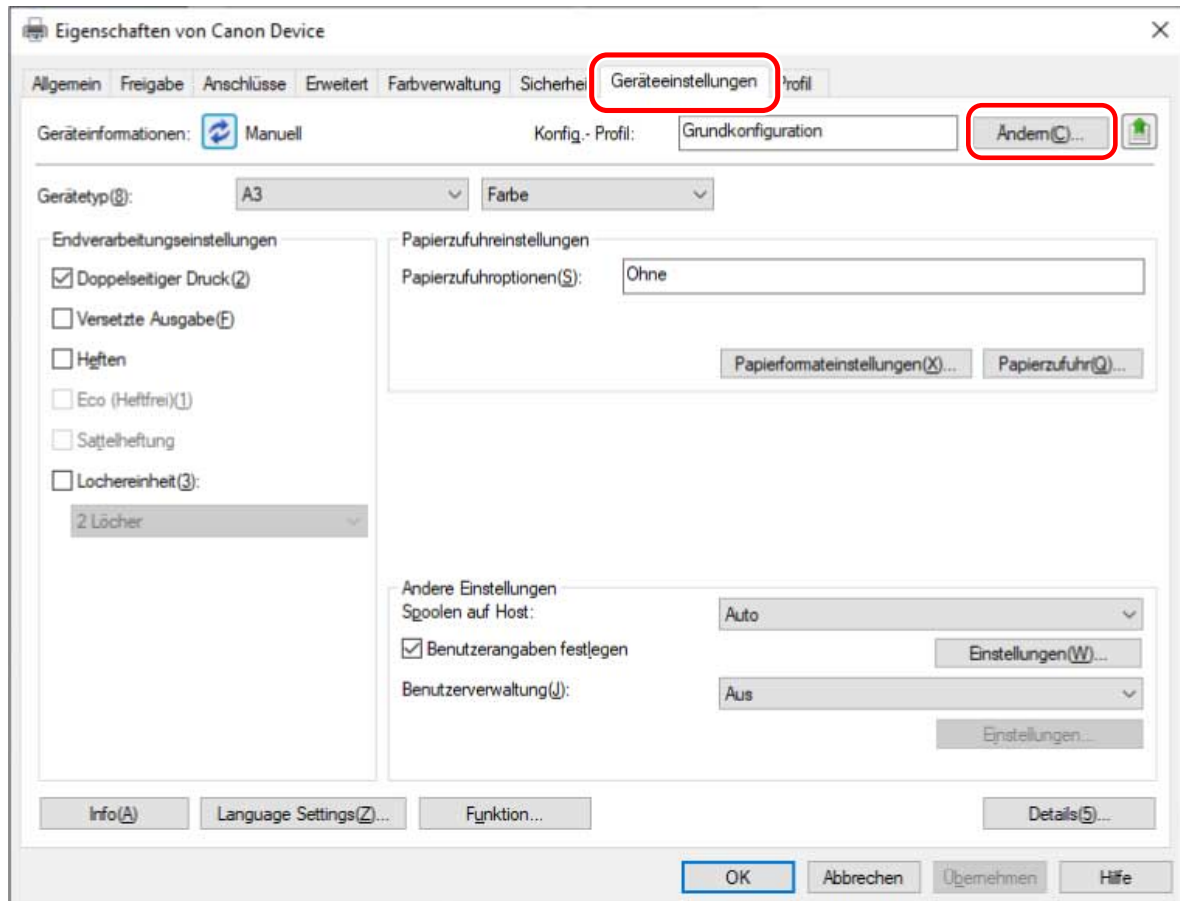 Eigenschaften von Canon Device
Allgemein Freigabe Anschlüsse Erweitert Farbverwaltung Sicherhei Geräteeinstellungen Profil
Geräteinformationen: Manuell Konfig.- Profil: Grundkonfiguration Ändern(C)...
Gerätetyp(8): A3 Farbe
Endverarbeitungseinstellungen
Doppelseitiger Druck(2)
Versetzte Ausgabe(F)
Heften
Eco (Heftfrei)(1)
Sattelheftung
Lochereinheit(3):
2 Löcher
Papierzufuhreinstellungen
Papierzufuhroptionen(S): Ohne
Papierformateinstellungen(X)... Papierzufuhr(Q)...
Andere Einstellungen
Spoolen auf Host: Auto
Benutzerangaben festlegen Einstellungen(W)...
Benutzerverwaltung(J): Aus
Einstellungen...
Info(A) Language Settings(Z)... Funktion... Details(5)...
OK Abbrechen Übernehmen Hilfe